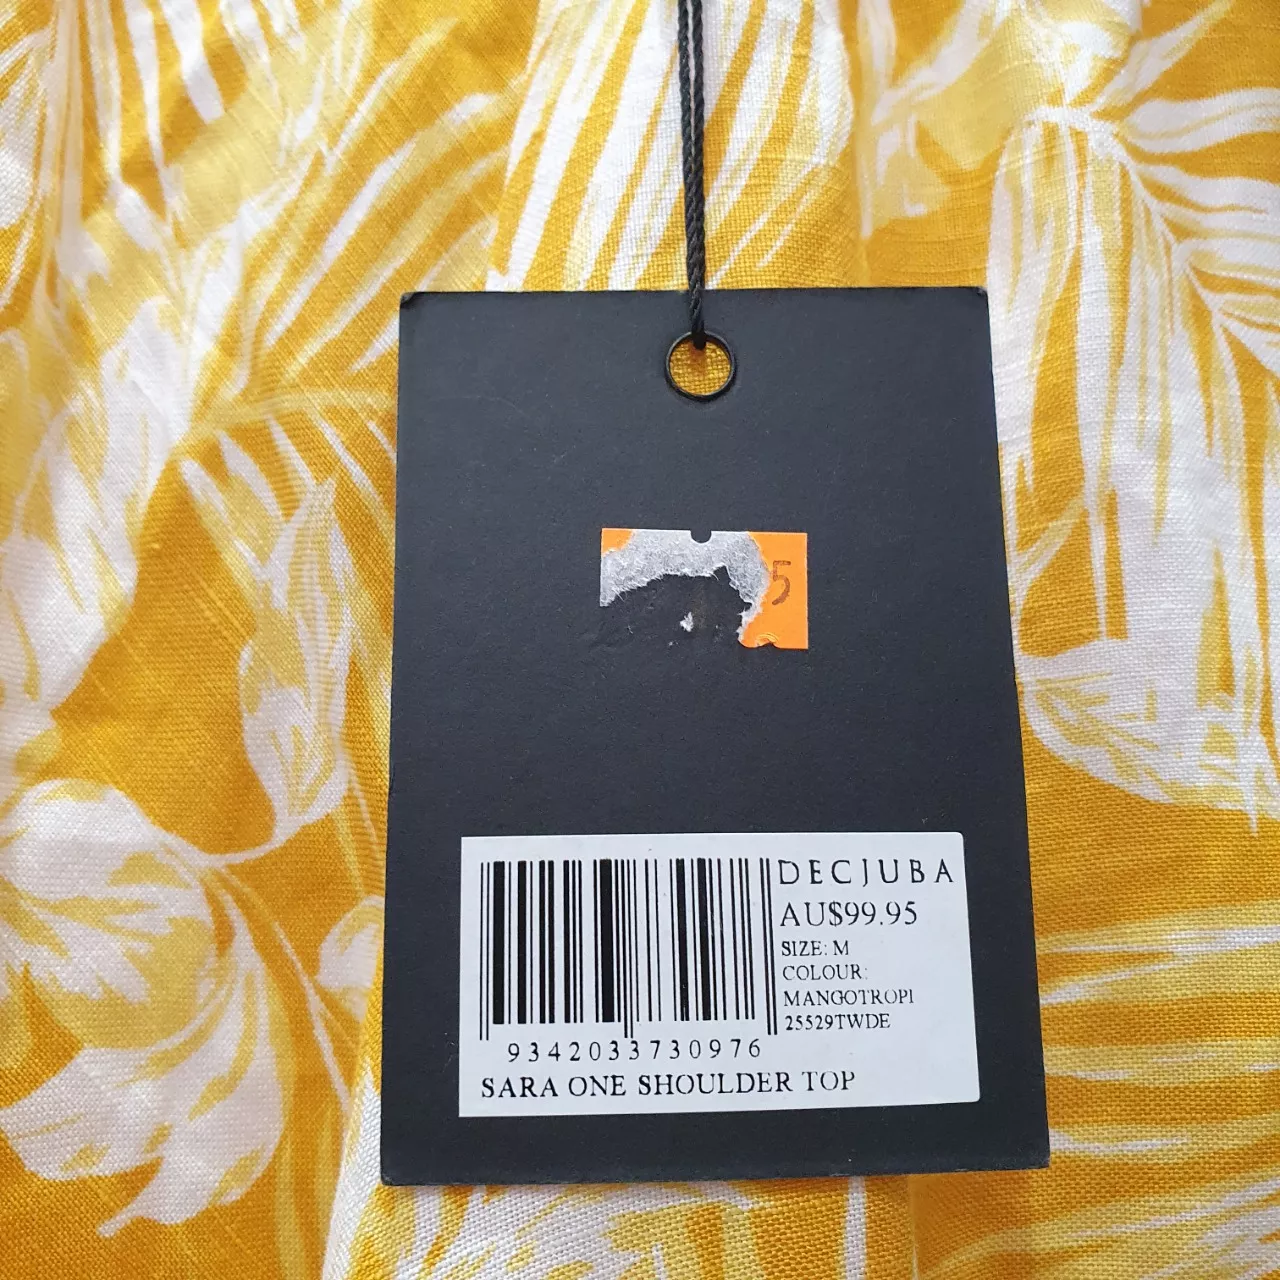 5
DECJUBA
AU$99.95
SIZE: M
COLOUR:
MANGOTROPI
25529TWDE
9342033730976
SARA ONE SHOULDER TOP